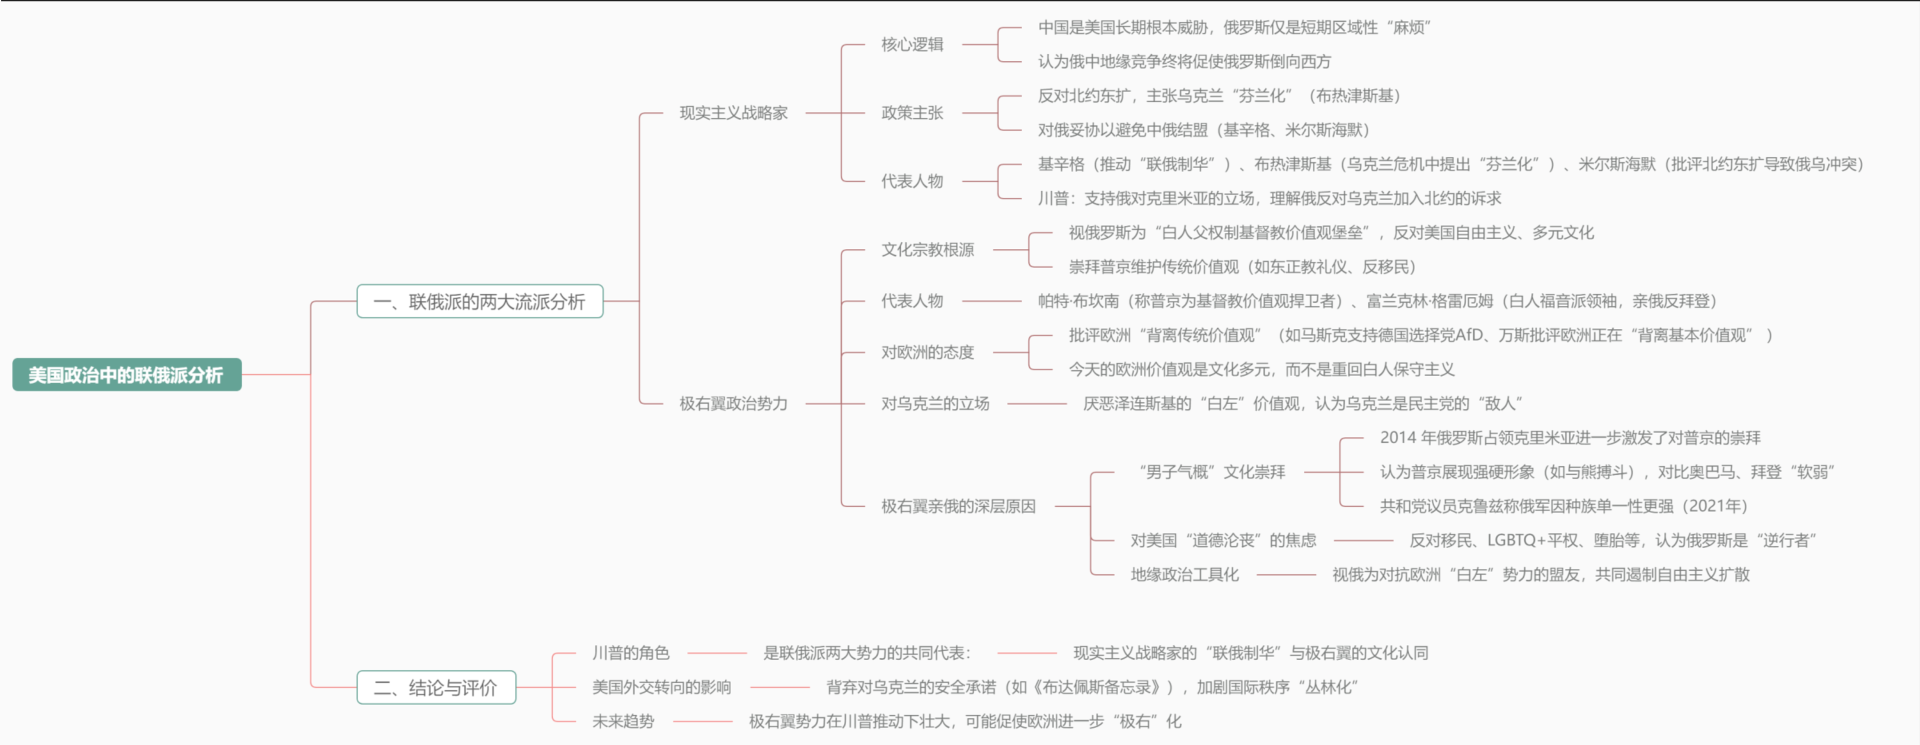 美国政治中的联俄派分析
一、联俄派的两大流派分析
现实主义战略家
核心逻辑
中国是美国长期根本威胁，俄罗斯仅是短期区域性“麻烦”
认为俄中地缘竞争终将促使俄罗斯倒向西方
政策主张
反对北约东扩，主张乌克兰“芬兰化”（布热津斯基）
对俄妥协以避免中俄结盟（基辛格、米尔斯海默）
代表人物
基辛格（推动“联俄制华”）、布热津斯基（乌克兰危机中提出“芬兰化”）、米尔斯海默（批评北约东扩导致俄乌冲突）
川普：支持俄对克里米亚的立场，理解俄反对乌克兰加入北约的诉求
极右翼政治势力
文化宗教根源
视俄罗斯为“白人父权制基督教价值观堡垒”，反对美国自由主义、多元文化
崇拜普京维护传统价值观（如东正教礼仪、反移民）
代表人物
帕特·布坎南（称普京为基督教价值观捍卫者）、富兰克林·格雷厄姆（白人福音派领袖，亲俄反拜登）
对欧洲的态度
批评欧洲“背离传统价值观”（如马斯克支持德国选择党AfD、万斯批评欧洲正在“背离基本价值观”）
今天的欧洲价值观是文化多元，而不是重回白人保守主义
对乌克兰的立场
厌恶泽连斯基的“白左”价值观，认为乌克兰是民主党的“敌人”
极右翼亲俄的深层原因
“男子气概”文化崇拜
2014 年俄罗斯占领克里米亚进一步激发了对普京的崇拜
认为普京展现强硬形象（如与熊搏斗），对比奥巴马、拜登“软弱”
共和党议员克鲁兹称俄军因种族单一性更强（2021年）
对美国“道德沦丧”的焦虑
反对移民、LGBTQ+平权、堕胎等，认为俄罗斯是“逆行者”
地缘政治工具化
视俄为对抗欧洲“白左”势力的盟友，共同遏制自由主义扩散
二、结论与评价
川普的角色
是联俄派两大势力的共同代表：
现实主义战略家的“联俄制华”与极右翼的文化认同
美国外交转向的影响
背弃对乌克兰的安全承诺（如《布达佩斯备忘录》），加剧国际秩序“丛林化”
未来趋势
极右翼势力在川普推动下壮大，可能促使欧洲进一步“极右”化